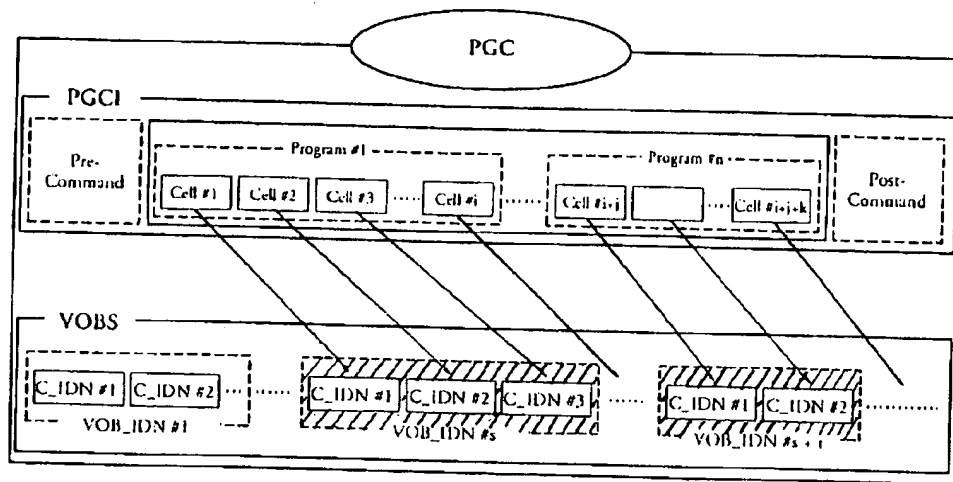 PGC
PGCI
Pre-
Command
Program #1
Cell #1 Cell #2 Cell #3 ····· Cell #i ······
Program #n
Cell #i+j ···· Cell #i+j+k
Post-
Command
VOBS
C_IDN #1 C_IDN #2 ····
VOB_IDN #1
C_IDN #1 C_IDN #2 C_IDN #3
VOB_IDN #s
C_IDN #1 C_IDN #2
VOB_IDN #s +